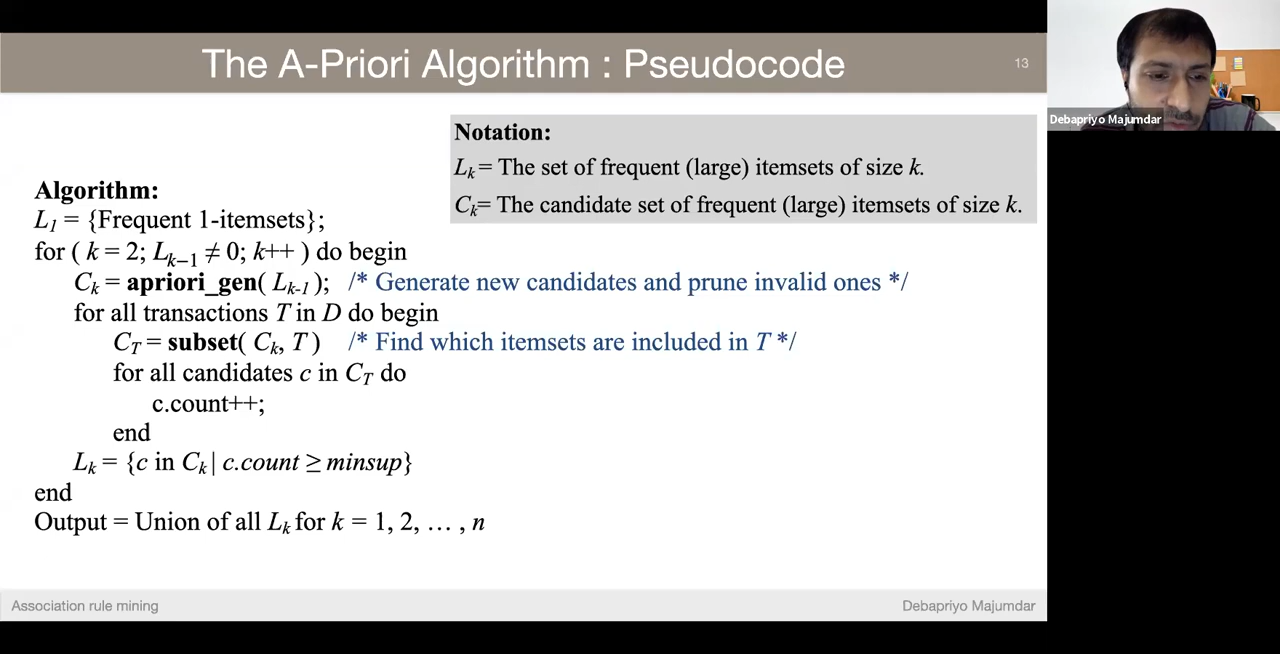 The A-Priori Algorithm : Pseudocode
13
Debapriyo Majumdar
Notation:
Lk= The set of frequent (large) itemsets of size k.
Ck= The candidate set of frequent (large) itemsets of size k.
Algorithm:
L1 = {Frequent 1-itemsets};
for ( k = 2; Lk−1 ≠ 0; k++ ) do begin
Ck = apriori_gen( Lk-1); /* Generate new candidates and prune invalid ones */
for all transactions T in D do begin
CT = subset( Ck, T ) /* Find which itemsets are included in T */
for all candidates c in CT do
c.count++;
end
Lk = {c in Ck | c.count ≥ minsup}
end
Output = Union of all Lk for k = 1, 2, … , n
Association rule mining
Debapriyo Majumdar